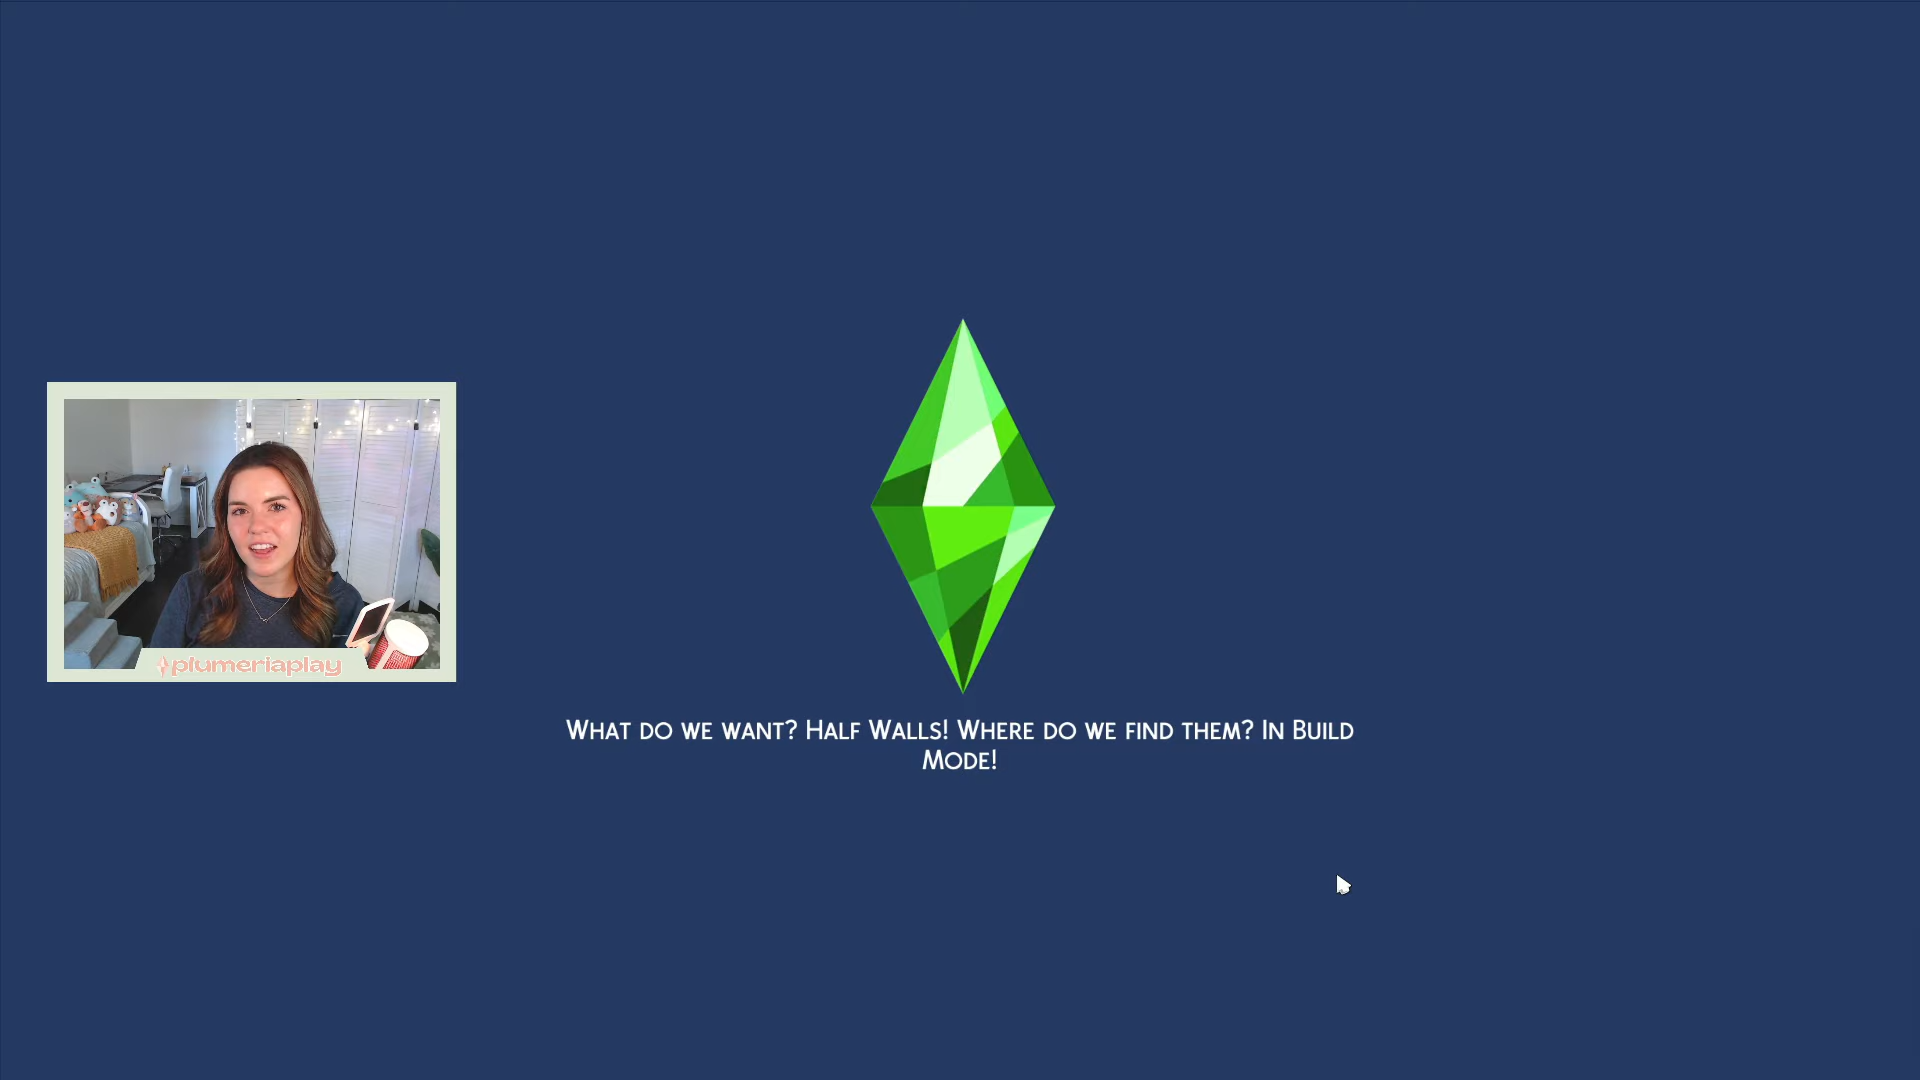 plumeriaplay
What do we want? Half Walls! Where do we find them? In Build
Mode!